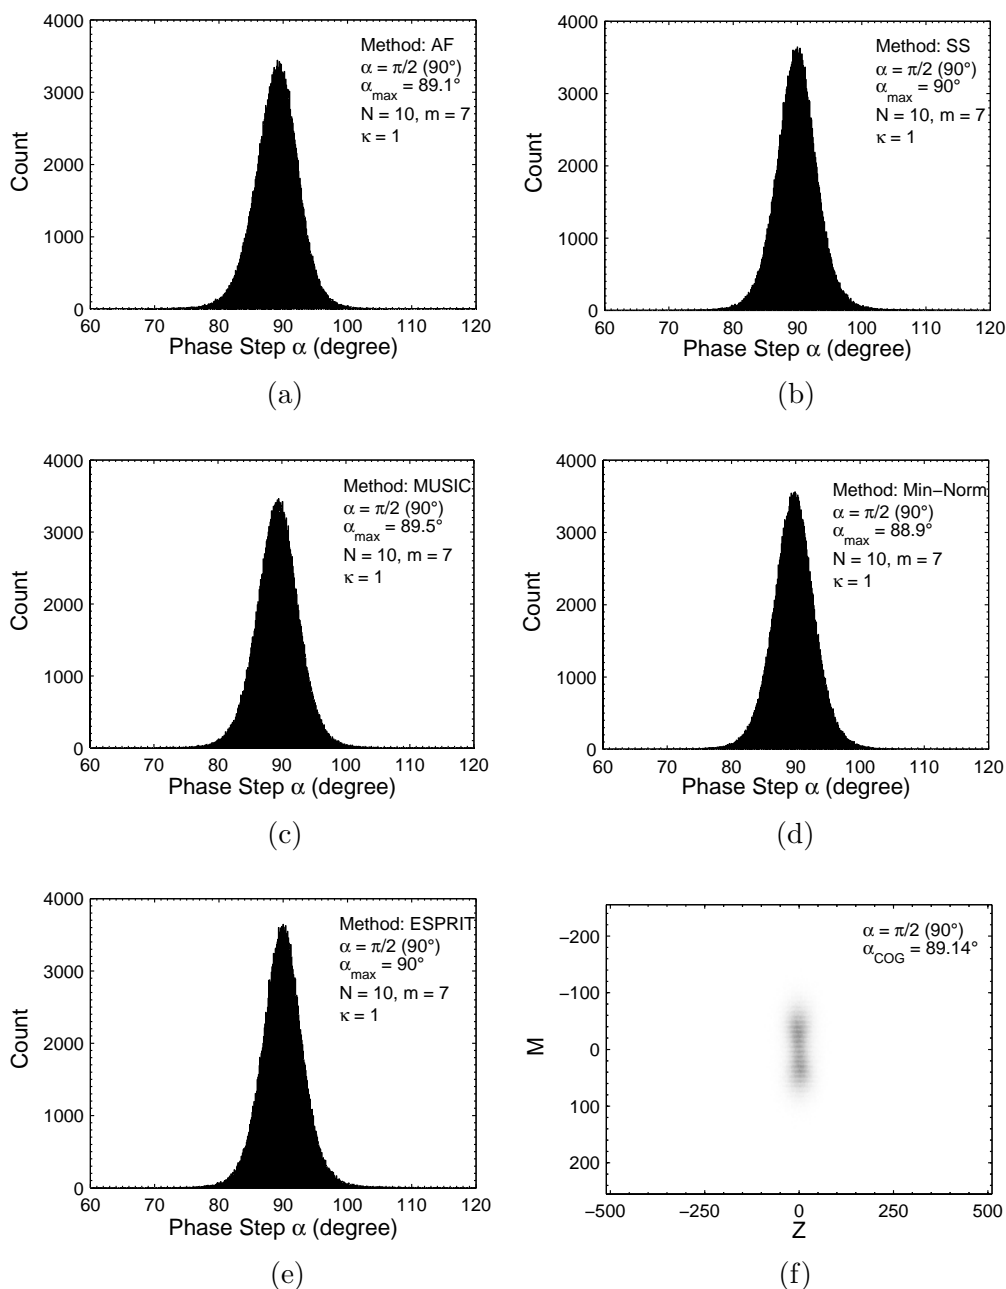 4000
3000
2000
1000
0
Count
Method: AF
α = π/2 (90°)
α_max = 89.1°
N = 10, m = 7
κ = 1
60 70 80 90 100 110 120
Phase Step α (degree)
(a)
4000
3000
2000
1000
0
Count
Method: SS
α = π/2 (90°)
α_max = 90°
N = 10, m = 7
κ = 1
60 70 80 90 100 110 120
Phase Step α (degree)
(b)
4000
3000
2000
1000
0
Count
Method: MUSIC
α = π/2 (90°)
α_max = 89.5°
N = 10, m = 7
κ = 1
60 70 80 90 100 110 120
Phase Step α (degree)
(c)
4000
3000
2000
1000
0
Count
Method: Min−Norm
α = π/2 (90°)
α_max = 88.9°
N = 10, m = 7
κ = 1
60 70 80 90 100 110 120
Phase Step α (degree)
(d)
4000
3000
2000
1000
0
Count
Method: ESPRIT
α = π/2 (90°)
α_max = 90°
N = 10, m = 7
κ = 1
60 70 80 90 100 110 120
Phase Step α (degree)
(e)
−200
−100
0
100
200
M
α = π/2 (90°)
α_COG = 89.14°
−500 −250 0 250 500
Z
(f)